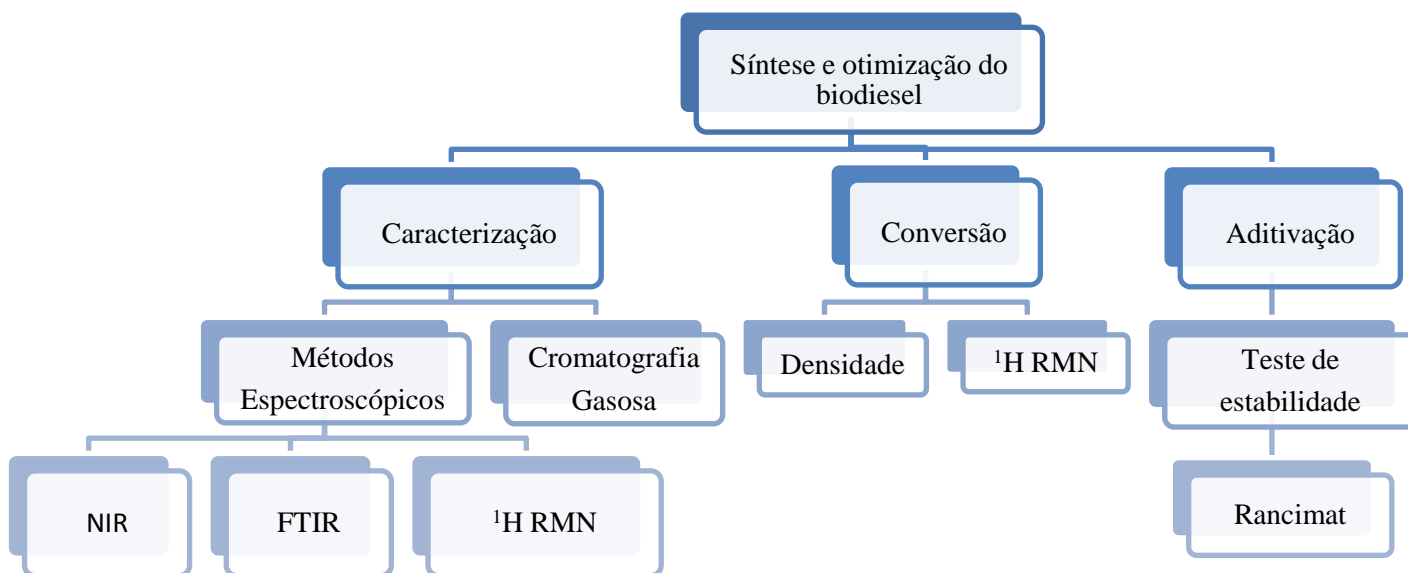 Síntese e otimização do
biodiesel
Caracterização
Conversão
Aditivação
Métodos
Espectroscópicos
Cromatografia
Gasosa
Densidade
¹H RMN
Teste de
estabilidade
NIR
FTIR
¹H RMN
Rancimat